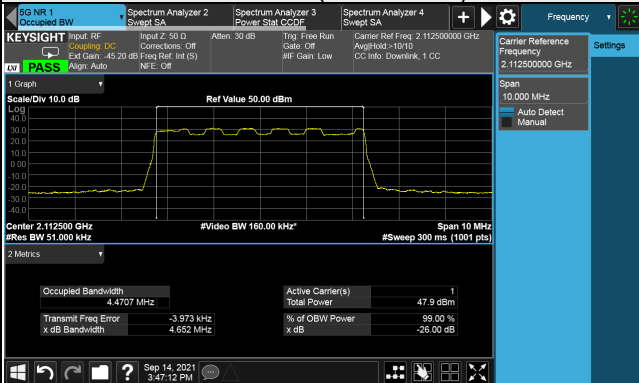 5G NR 1
Occupied BW
Spectrum Analyzer 2
Swept SA
Spectrum Analyzer 3
Power Stat CCDF
Spectrum Analyzer 4
Swept SA
Frequency
KEYSIGHT
Input: RF
Coupling: DC
Ext Gain: -45.20 dB
Align: Auto
Input Z: 50 Ω
Corrections: Off
Freq Ref: Int (S)
NFE: Off
Atten: 30 dB
Trig: Free Run
Gate: Off
#IF Gain: Low
Carrier Ref Freq: 2.112500000 GHz
Avg|Hold:>10/10
CC Info: Downlink, 1 CC
LXI PASS
Carrier Reference
Frequency
2.112500000 GHz
Settings
Span
10.000 MHz
Auto Detect
Manual
1 Graph
Scale/Div 10.0 dB
Ref Value 50.00 dBm
Log
40.0
30.0
20.0
10.0
0.00
-10.0
-20.0
-30.0
-40.0
Center 2.112500 GHz
#Video BW 160.00 kHz*
Span 10 MHz
#Res BW 51.000 kHz
#Sweep 300 ms (1001 pts)
2 Metrics
Occupied Bandwidth
4.4707 MHz
Active Carrier(s) 1
Total Power 47.9 dBm
Transmit Freq Error -3.973 kHz
% of OBW Power 99.00 %
x dB Bandwidth 4.652 MHz
x dB -26.00 dB
?
Sep 14, 2021
3:47:12 PM